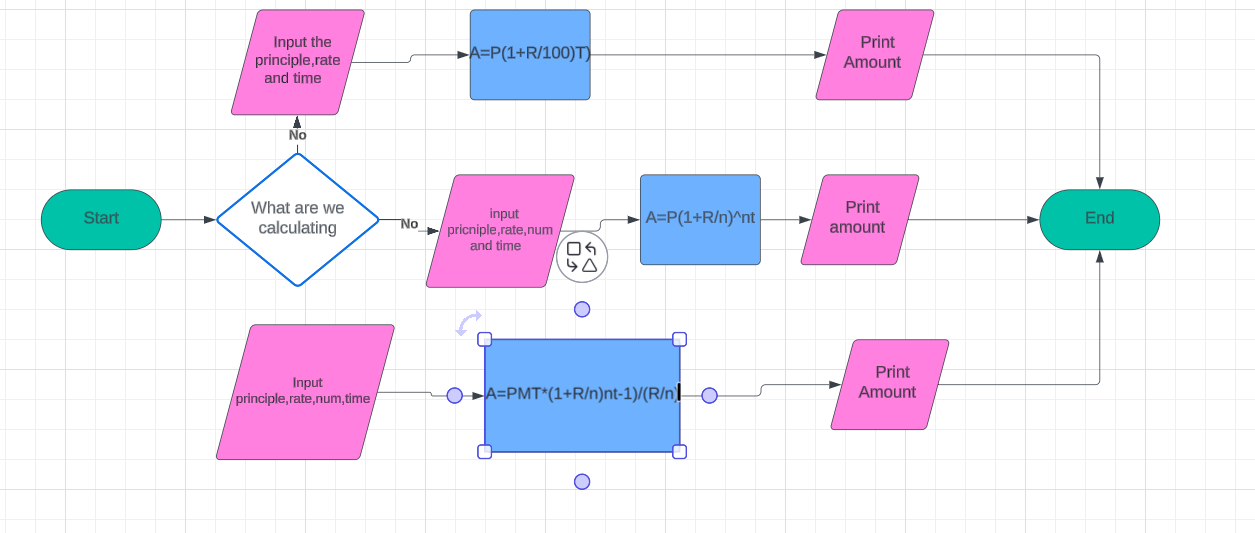 Input the
principle,rate
and time
A=P(1+R/100)T)
Print
Amount
No
Start
What are we
calculating
No
input
pricniple,rate,num
and time
A=P(1+R/n)^nt
Print
amount
End
Input
principle,rate,num,time
A=PMT*(1+R/n)nt-1)/(R/n)
Print
Amount